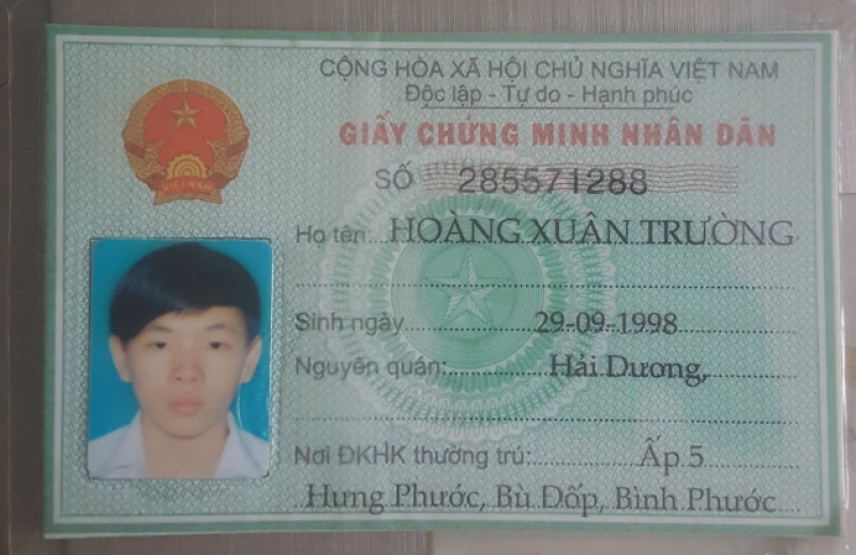 CỘNG HÒA XÃ HỘI CHỦ NGHĨA VIỆT NAM
Độc lập - Tự do - Hạnh phúc
GIẤY CHỨNG MINH NHÂN DÂN
SỐ 285571288
Họ tên: HOÀNG XUÂN TRƯỜNG
Sinh ngày 29-09-1998
Nguyên quán: Hải Dương,
Nơi ĐKHK thường trú: Ấp 5
Hưng Phước, Bù Đốp, Bình Phước
VIỆT NAM